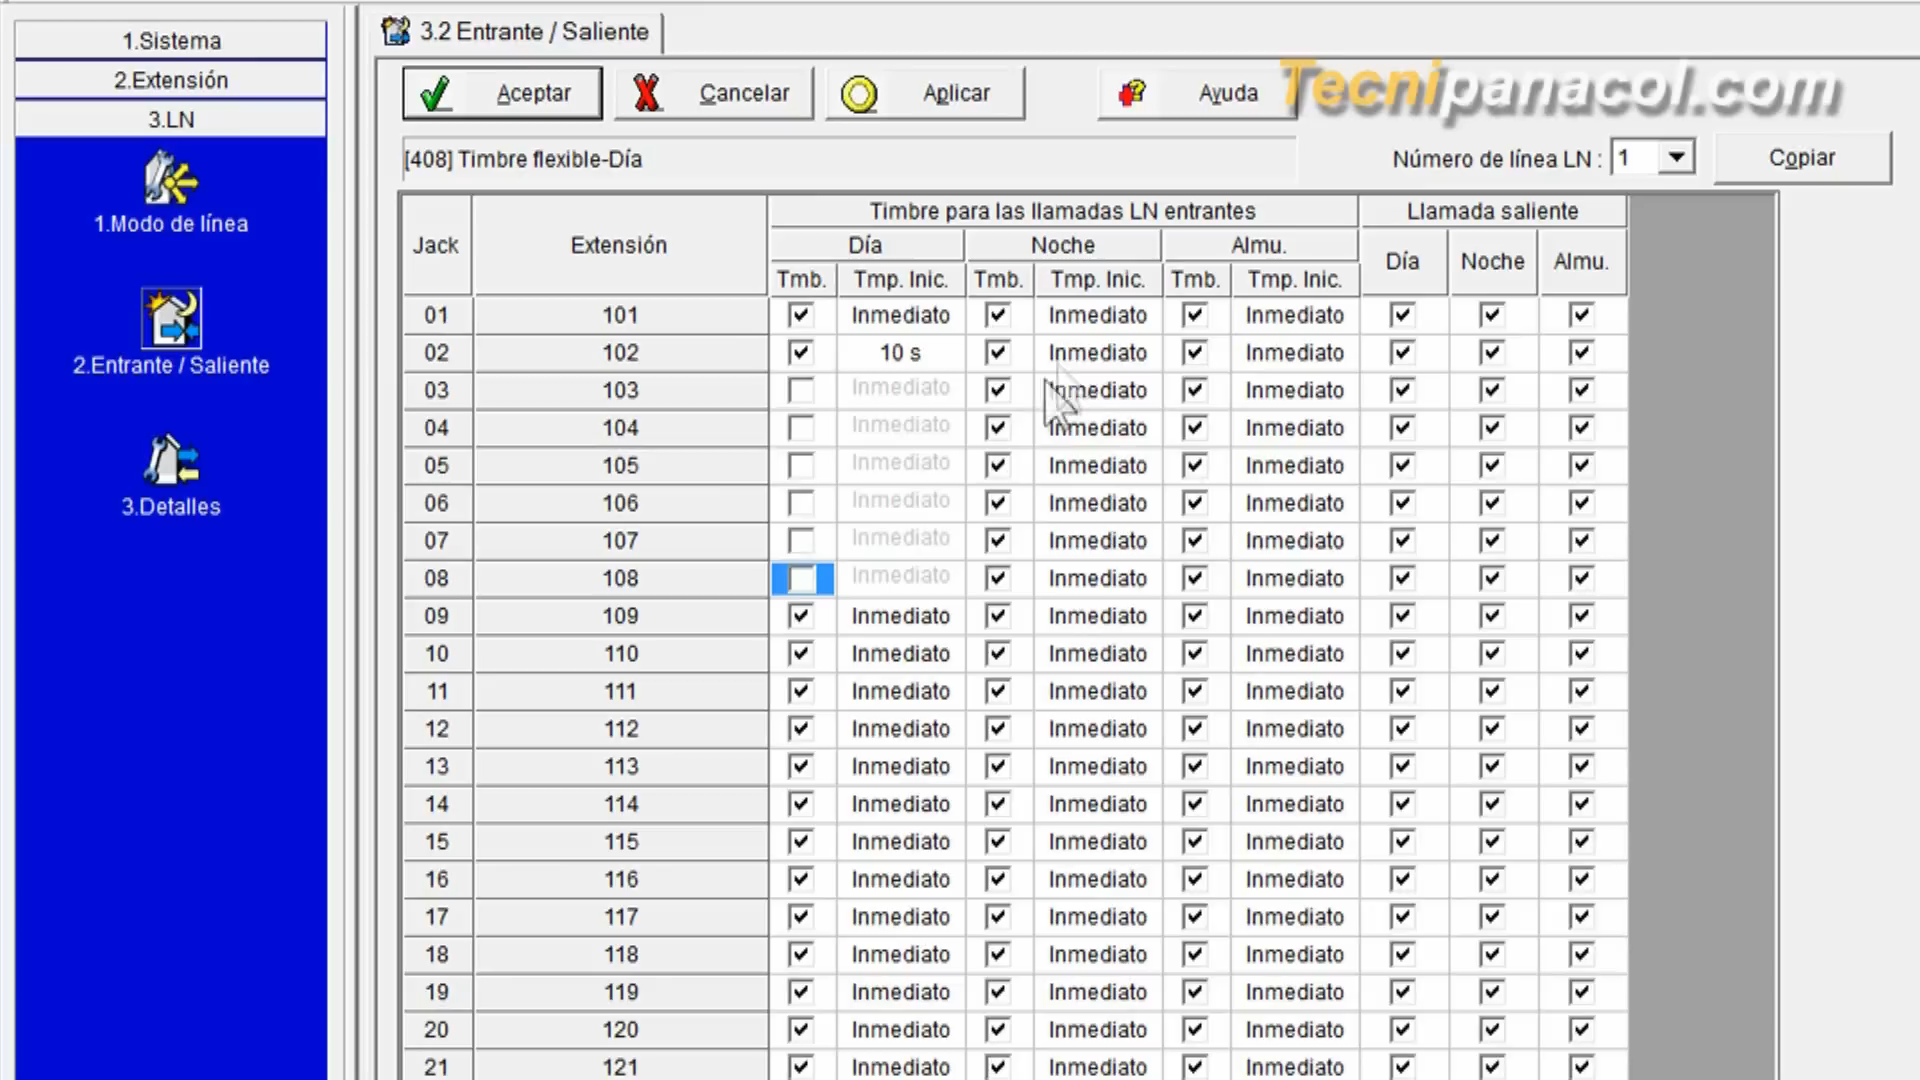 1.Sistema
2.Extensión
3.LN
1.Modo de línea
2.Entrante / Saliente
3.Detalles
3.2 Entrante / Saliente
Aceptar Cancelar Aplicar Ayuda
Tecnipanacol.com
[408] Timbre flexible-Día
Número de línea LN : 1 Copiar
Timbre para las llamadas LN entrantes Llamada saliente
Jack Extensión Día Noche Almu. Día Noche Almu.
Tmb. Tmp. Inic. Tmb. Tmp. Inic. Tmb. Tmp. Inic.
01 101 Inmediato Inmediato Inmediato
02 102 10 s Inmediato Inmediato
03 103 Inmediato Inmediato Inmediato
04 104 Inmediato Inmediato Inmediato
05 105 Inmediato Inmediato Inmediato
06 106 Inmediato Inmediato Inmediato
07 107 Inmediato Inmediato Inmediato
08 108 Inmediato Inmediato Inmediato
09 109 Inmediato Inmediato Inmediato
10 110 Inmediato Inmediato Inmediato
11 111 Inmediato Inmediato Inmediato
12 112 Inmediato Inmediato Inmediato
13 113 Inmediato Inmediato Inmediato
14 114 Inmediato Inmediato Inmediato
15 115 Inmediato Inmediato Inmediato
16 116 Inmediato Inmediato Inmediato
17 117 Inmediato Inmediato Inmediato
18 118 Inmediato Inmediato Inmediato
19 119 Inmediato Inmediato Inmediato
20 120 Inmediato Inmediato Inmediato
21 121 Inmediato Inmediato Inmediato